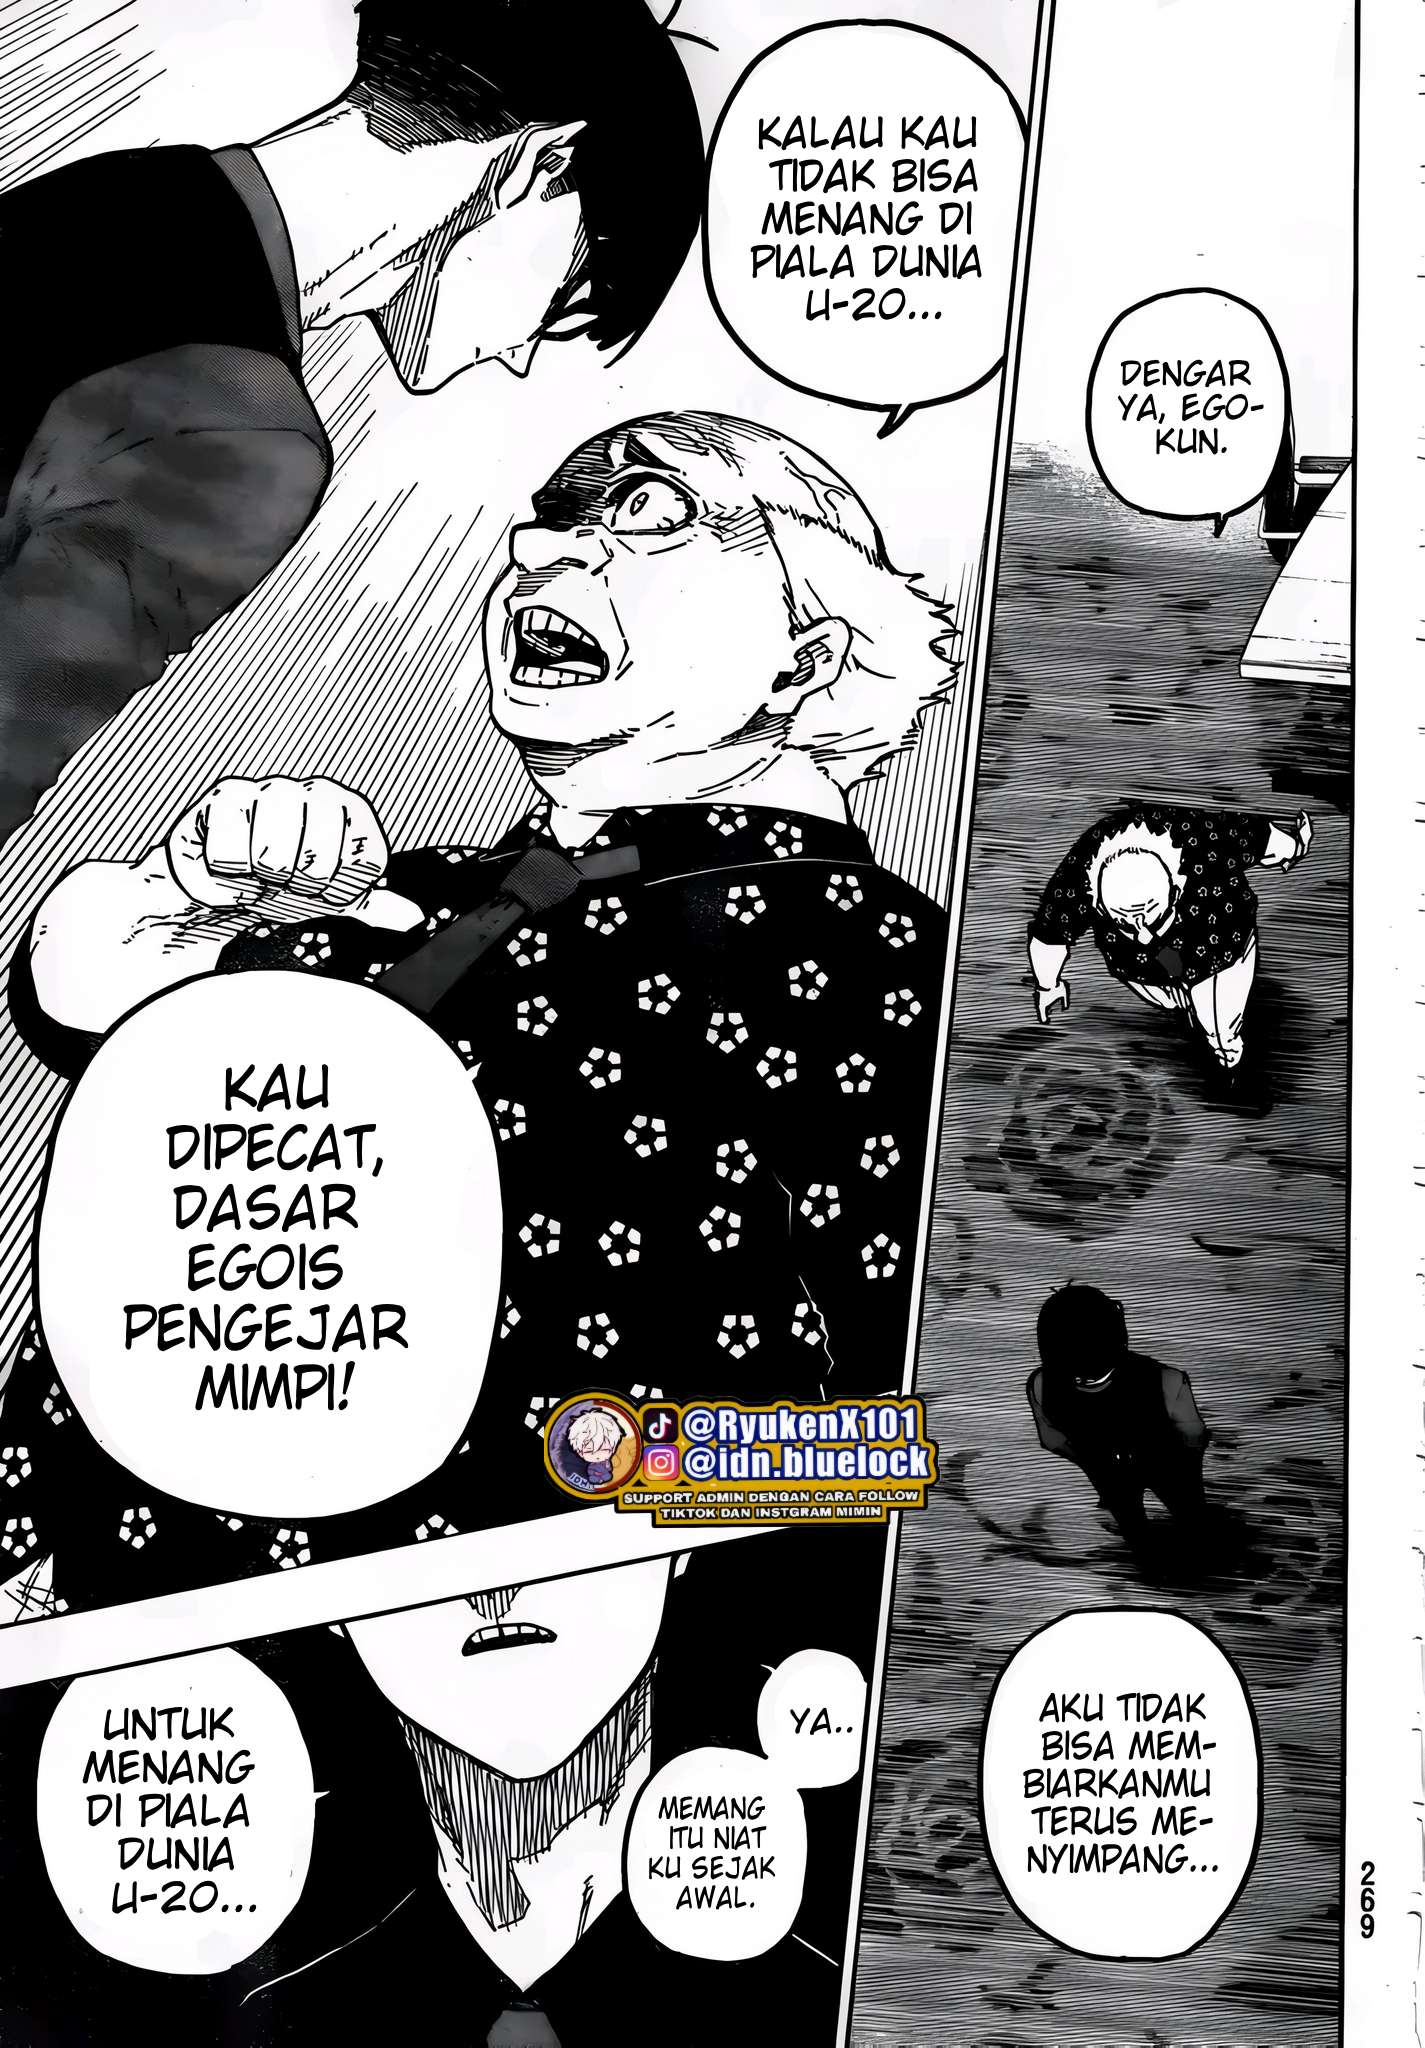 DENGAR
YA, EGO-
KUN.
AKU TIDAK
BISA MEM-
BIARKANMU
TERUS ME-
NYIMPANG...
KALAU KAU
TIDAK BISA
MENANG DI
PIALA DUNIA
U-20...
KAU
DIPECAT,
DASAR
EGOIS
PENGEJAR
MIMPI!
@RyukenX101
@idn.bluelock
SUPPORT ADMIN DENGAN CARA FOLLOW
TIKTOK DAN INSTGRAM MIMIN
IDN
YA..
MEMANG
ITU NIAT
KU SEJAK
AWAL.
UNTUK
MENANG
DI PIALA
DUNIA
U-20...
269